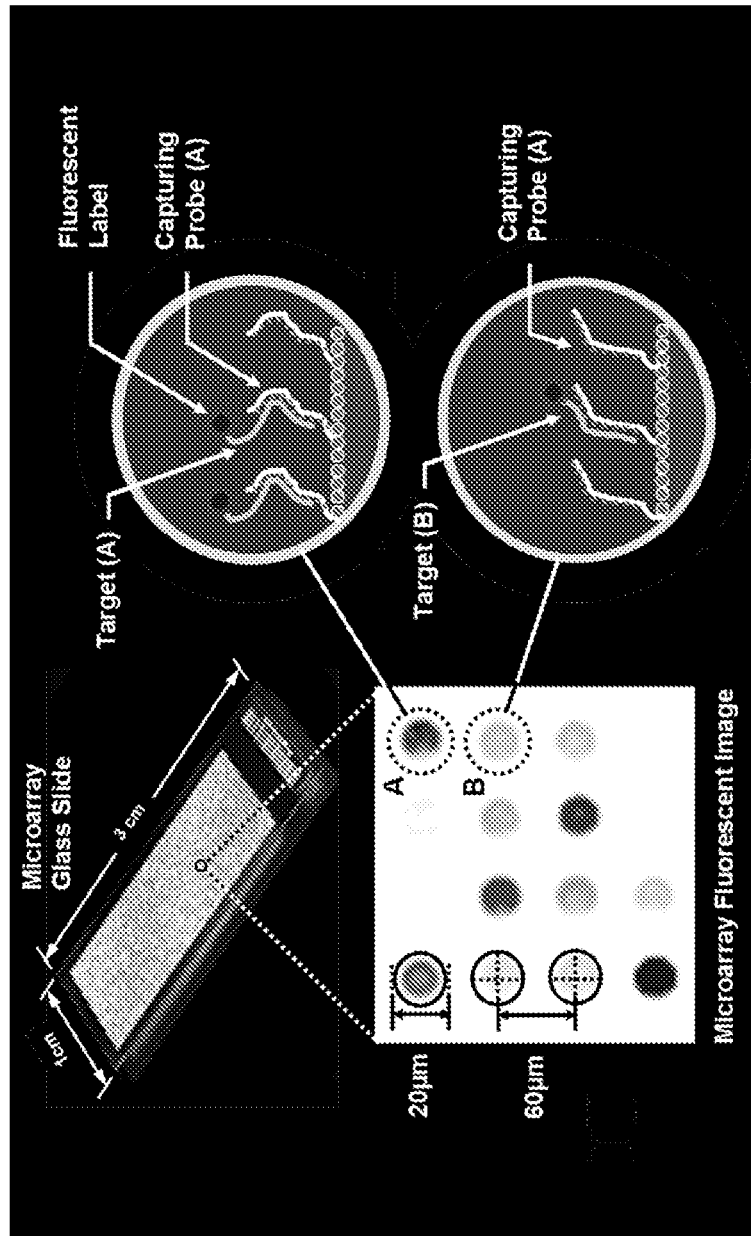 Microarray
Glass Slide
3 cm
1cm
Target (A)
Fluorescent
Label
Capturing
Probe (A)
A
B
20μm
60μm
Target (B)
Capturing
Probe (A)
Microarray Fluorescent Image